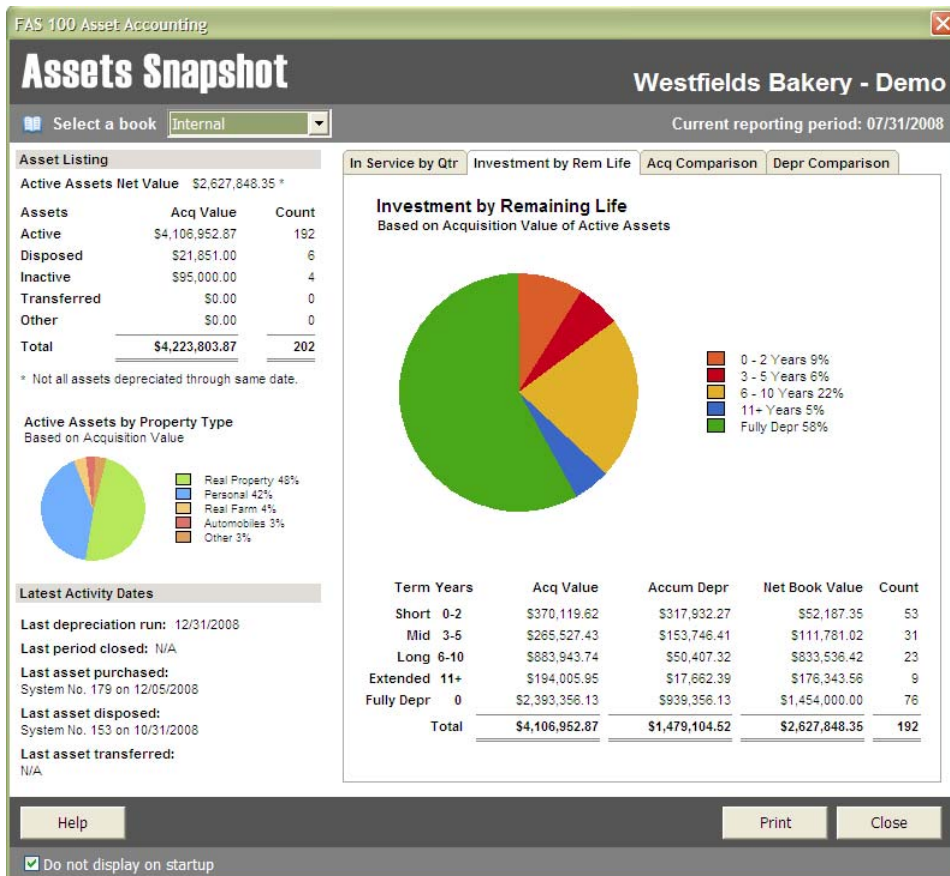 FAS 100 Asset Accounting
Assets Snapshot
Westfields Bakery - Demo
Select a book Internal
Current reporting period: 07/31/2008
Asset Listing
Active Assets Net Value $2,627,848.35 *
Assets Acq Value Count
Active $4,106,952.87 192
Disposed $21,851.00 6
Inactive $95,000.00 4
Transferred $0.00 0
Other $0.00 0
Total $4,223,803.87 202
* Not all assets depreciated through same date.
Active Assets by Property Type
Based on Acquisition Value
Real Property 48%
Personal 42%
Real Farm 4%
Automobiles 3%
Other 3%
Latest Activity Dates
Last depreciation run: 12/31/2008
Last period closed: N/A
Last asset purchased:
System No. 179 on 12/05/2008
Last asset disposed:
System No. 153 on 10/31/2008
Last asset transferred:
N/A
In Service by Qtr Investment by Rem Life Acq Comparison Depr Comparison
Investment by Remaining Life
Based on Acquisition Value of Active Assets
0 - 2 Years 9%
3 - 5 Years 6%
6 - 10 Years 22%
11+ Years 5%
Fully Depr 58%
Term Years Acq Value Accum Depr Net Book Value Count
Short 0-2 $370,119.62 $317,932.27 $52,187.35 53
Mid 3-5 $265,527.43 $153,746.41 $111,781.02 31
Long 6-10 $883,943.74 $50,407.32 $833,536.42 23
Extended 11+ $194,005.95 $17,662.39 $176,343.56 9
Fully Depr 0 $2,393,356.13 $939,356.13 $1,454,000.00 76
Total $4,106,952.87 $1,479,104.52 $2,627,848.35 192
Help
Print
Close
Do not display on startup